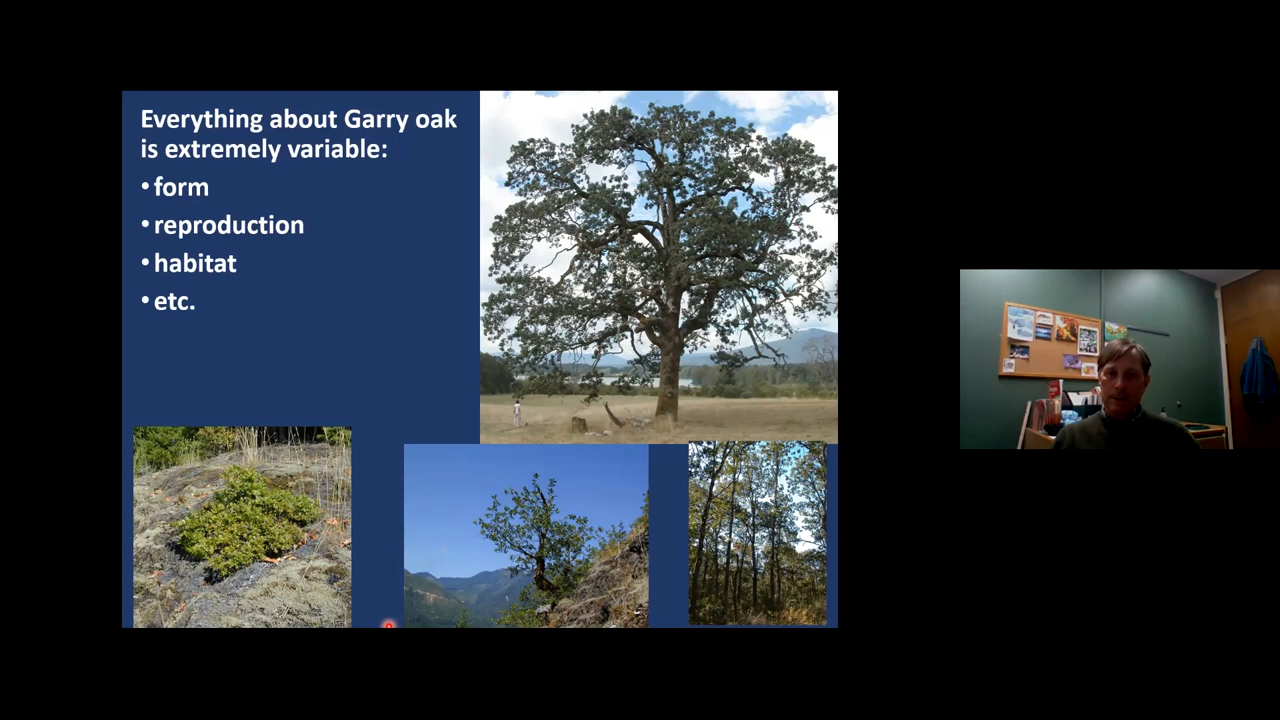 Everything about Garry oak
is extremely variable:
• form
• reproduction
• habitat
• etc.